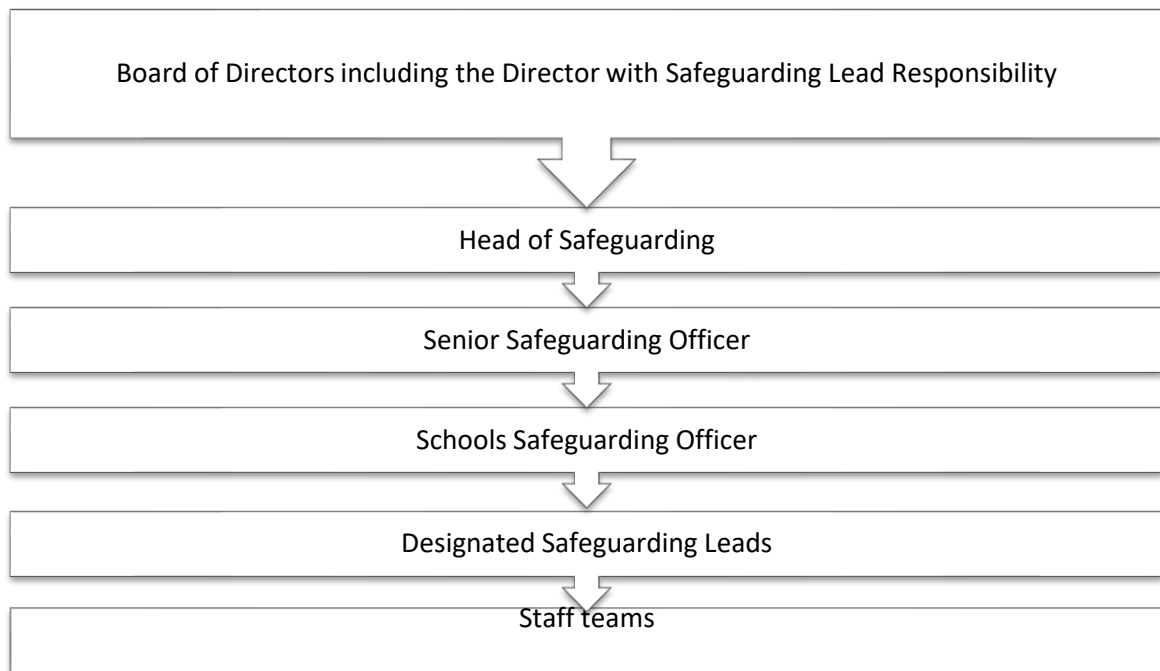 Board of Directors including the Director with Safeguarding Lead Responsibility
Head of Safeguarding
Senior Safeguarding Officer
Schools Safeguarding Officer
Designated Safeguarding Leads
Staff teams